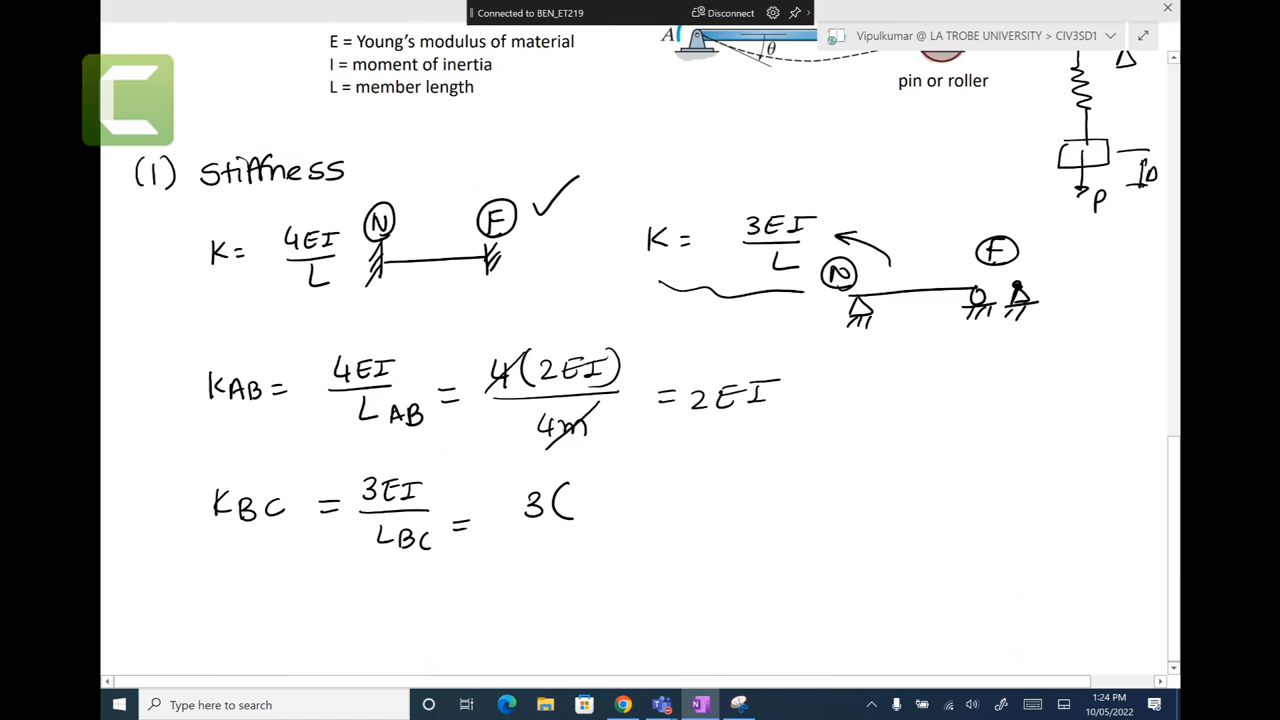 Connected to BEN_ET219
Disconnect
Vipulkumar @ LA TROBE UNIVERSITY > CIV3SD1
E = Young's modulus of material
I = moment of inertia
L = member length
A
θ
pin or roller
Δ
P
(1) Stiffness
K = 4EI / L
N
F
K = 3EI / L
N
F
KAB = 4EI / LAB = 4(2EI) / 4m = 2EI
KBC = 3EI / LBC = 3(
Type here to search
1:24 PM
10/05/2022